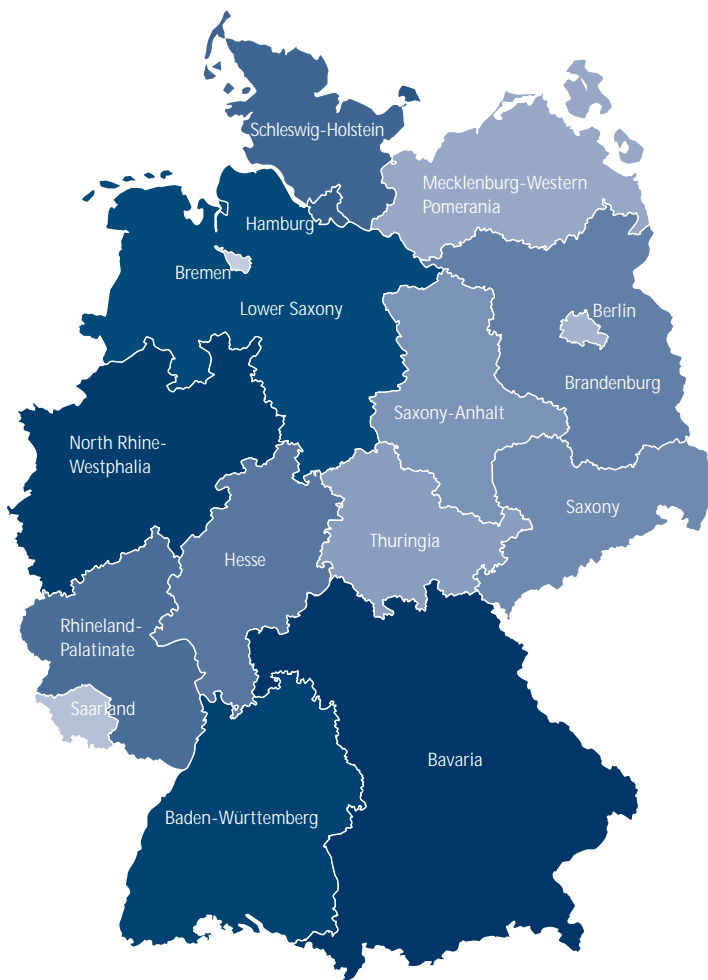 Schleswig-Holstein
Mecklenburg-Western
Pomerania
Hamburg
Bremen
Lower Saxony
Berlin
Brandenburg
Saxony-Anhalt
North Rhine-
Westphalia
Saxony
Thuringia
Hesse
Rhineland-
Palatinate
Saarland
Bavaria
Baden-Württemberg